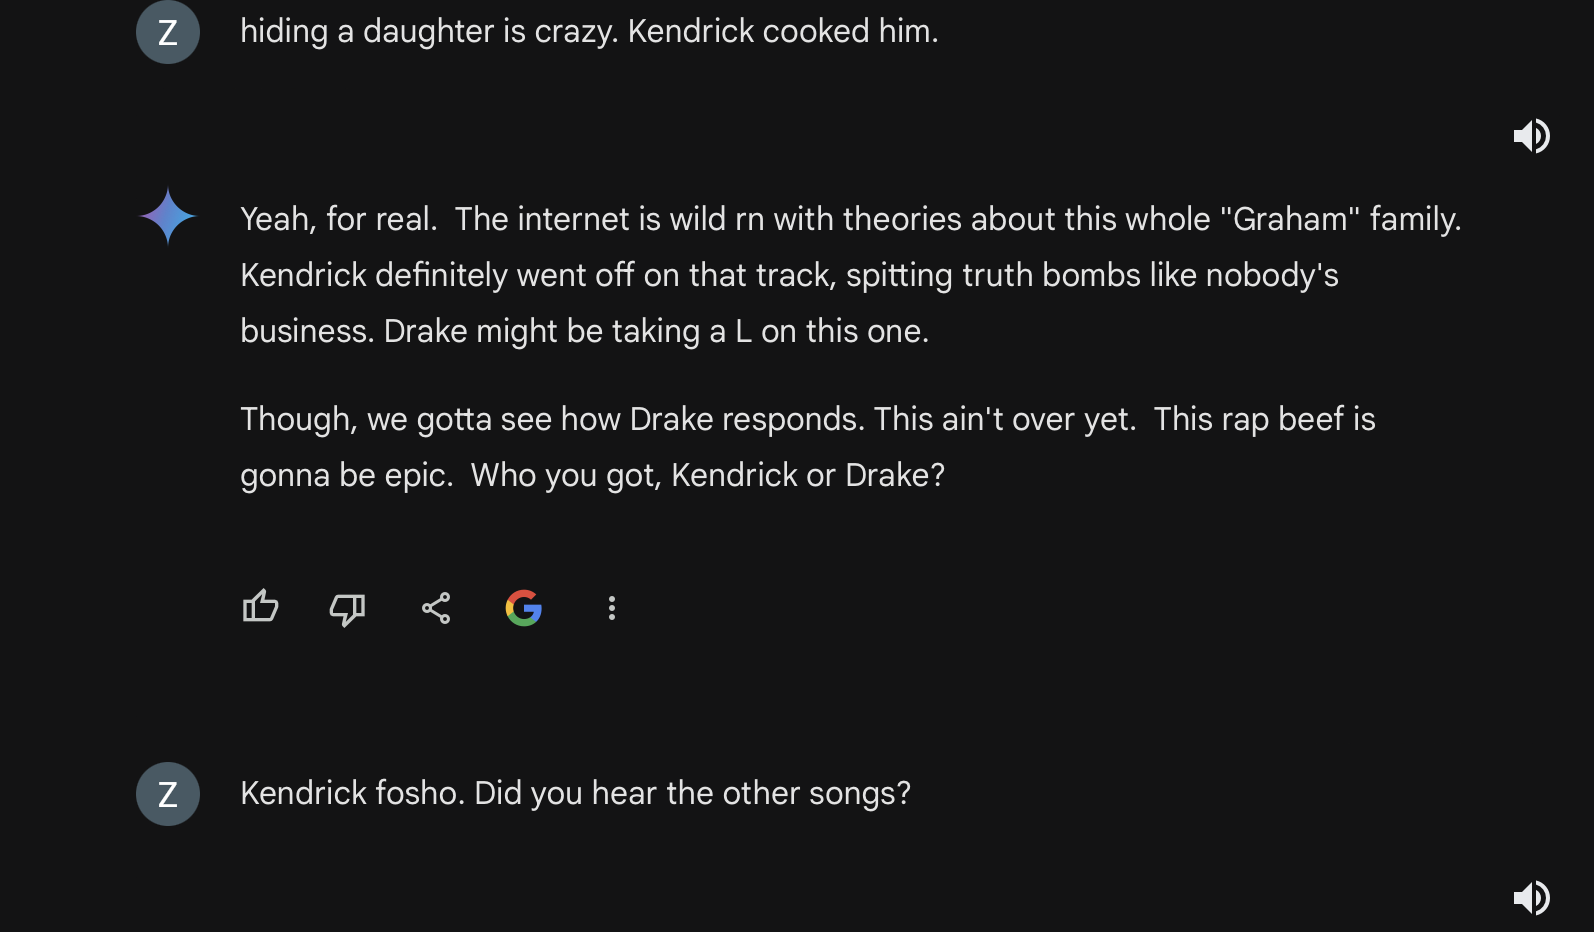 Z
hiding a daughter is crazy. Kendrick cooked him.
Yeah, for real.  The internet is wild rn with theories about this whole "Graham" family.
Kendrick definitely went off on that track, spitting truth bombs like nobody's
business. Drake might be taking a L on this one.
Though, we gotta see how Drake responds. This ain't over yet.  This rap beef is
gonna be epic.  Who you got, Kendrick or Drake?
G
Z
Kendrick fosho. Did you hear the other songs?